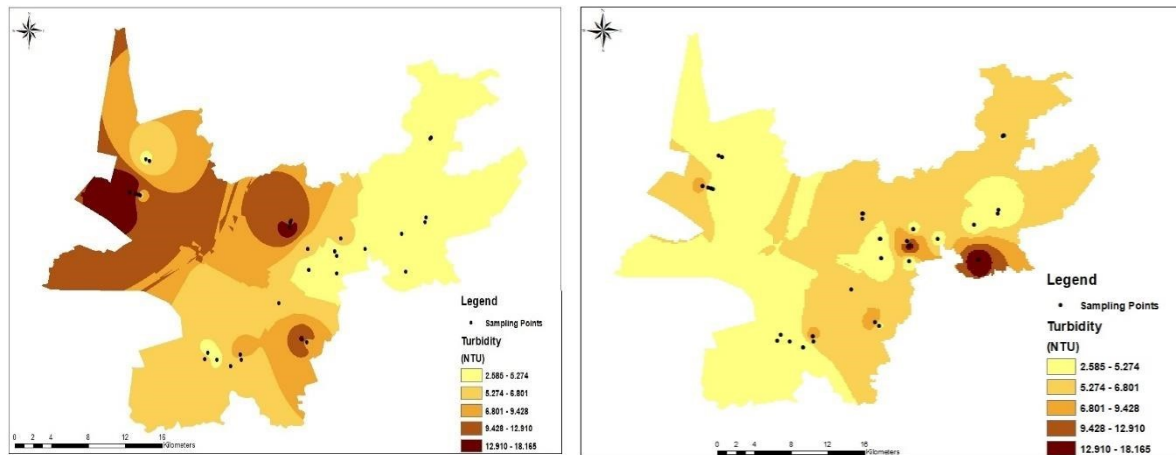 Legend
Sampling Points
Turbidity
(NTU)
2.585 - 5.274
5.274 - 6.801
6.801 - 9.428
9.428 - 12.910
12.910 - 18.165
0 2 4 8 12 16
Kilometers
Legend
Sampling Points
Turbidity
(NTU)
2.585 - 5.274
5.274 - 6.801
6.801 - 9.428
9.428 - 12.910
12.910 - 18.165
0 2 4 8 12 16
Kilometers